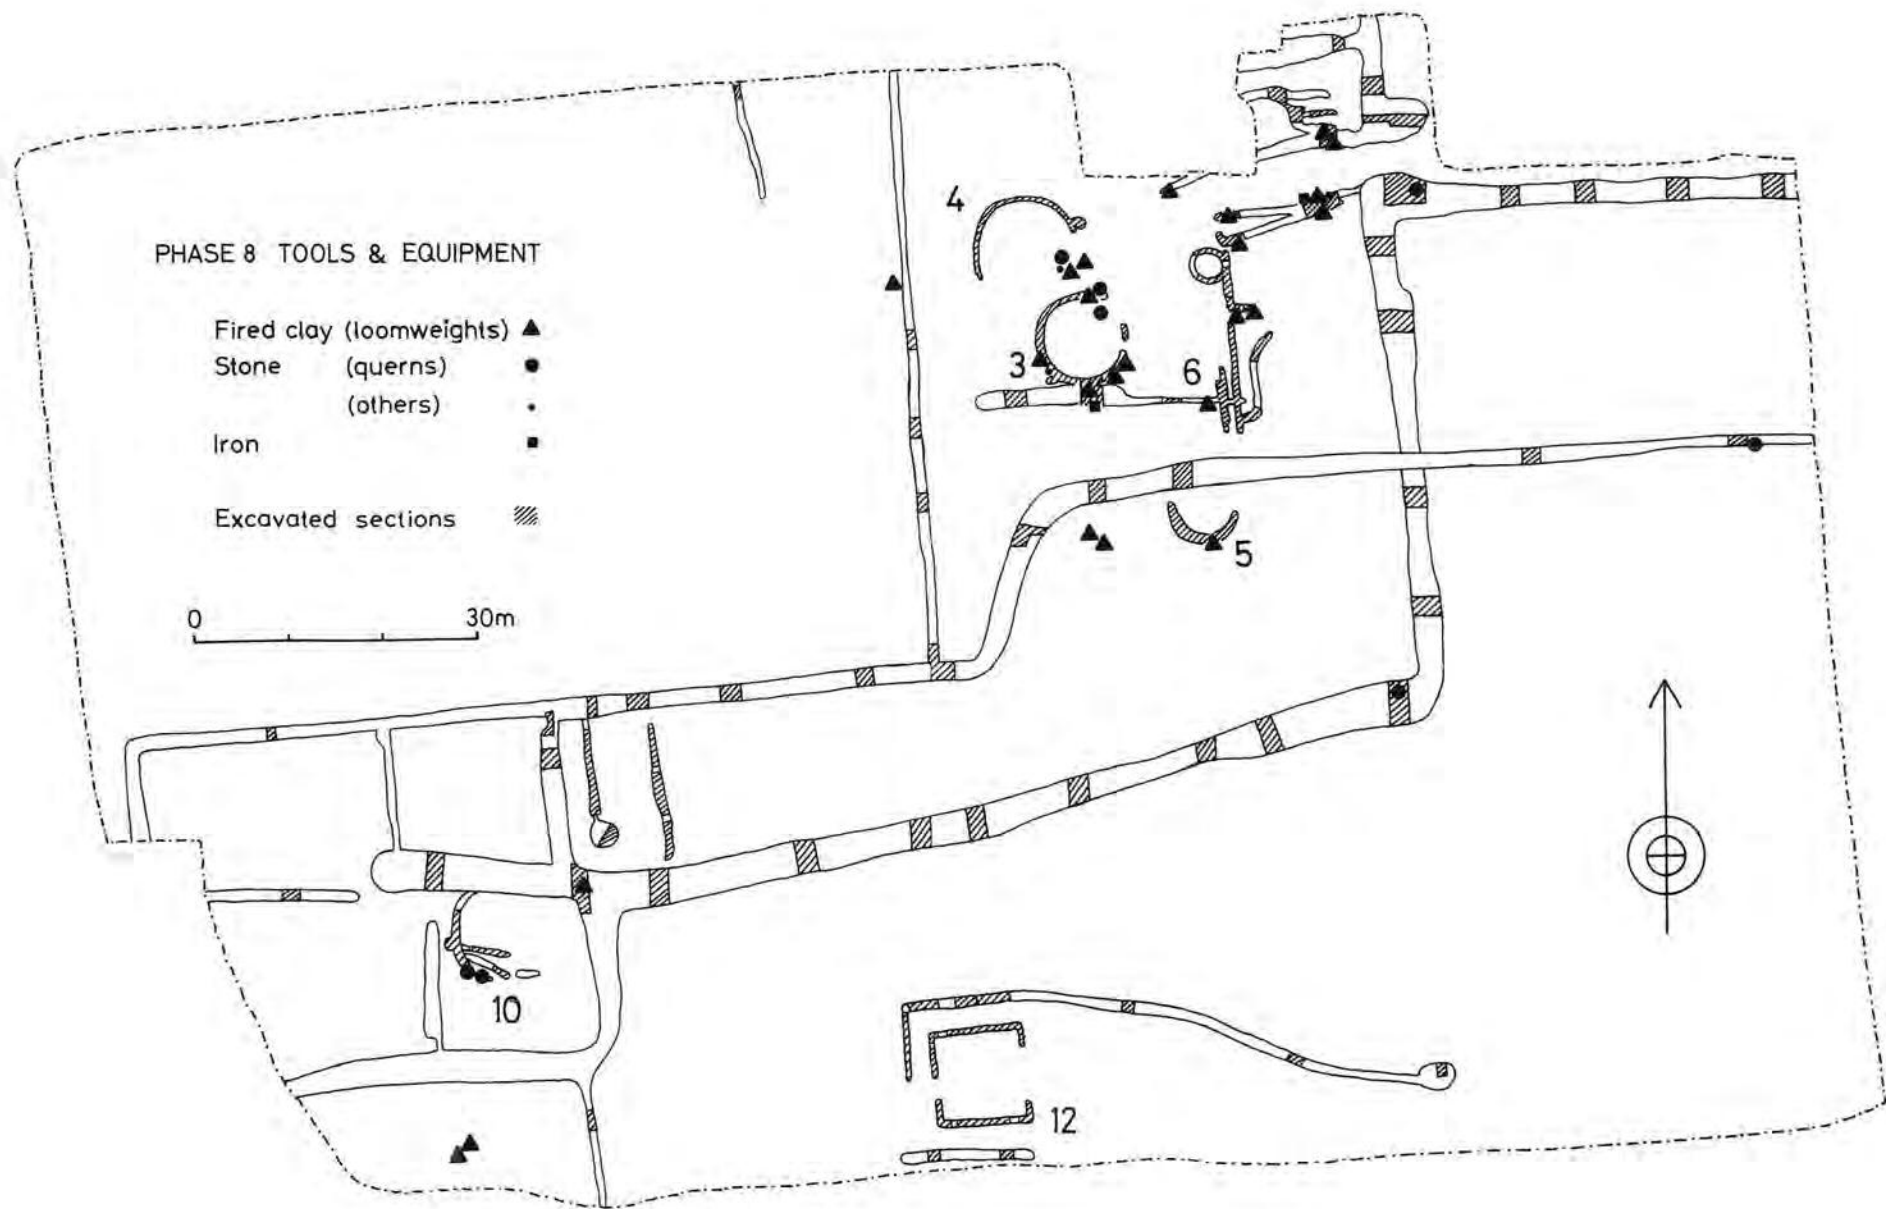 PHASE 8 TOOLS & EQUIPMENT
Fired clay (loomweights)
Stone (querns)
(others)
Iron
Excavated sections
0 30m
4
3
6
5
10
12